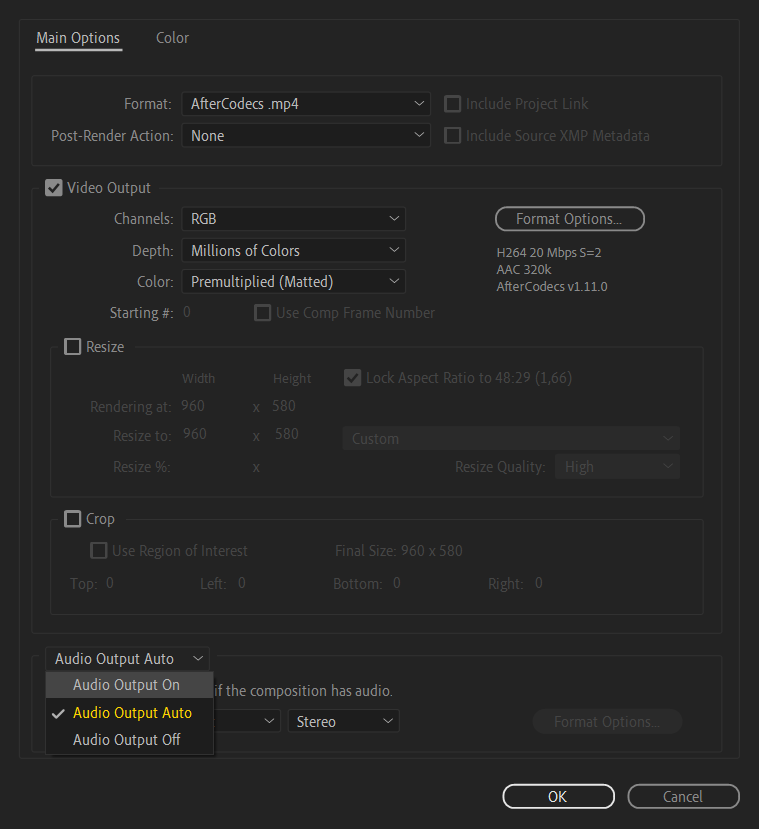 Main Options Color
Format: AfterCodecs .mp4 Include Project Link
Post-Render Action: None Include Source XMP Metadata
Video Output
Channels: RGB Format Options...
Depth: Millions of Colors H264 20 Mbps S=2
AAC 320k
Color: Premultiplied (Matted) AfterCodecs v1.11.0
Starting #: 0 Use Comp Frame Number
Resize
Width Height Lock Aspect Ratio to 48:29 (1,66)
Rendering at: 960 x 580
Resize to: 960 x 580 Custom
Resize %: x Resize Quality: High
Crop
Use Region of Interest Final Size: 960 x 580
Top: 0 Left: 0 Bottom: 0 Right: 0
Audio Output Auto
Audio Output On if the composition has audio.
Audio Output Auto Stereo Format Options...
Audio Output Off
OK Cancel